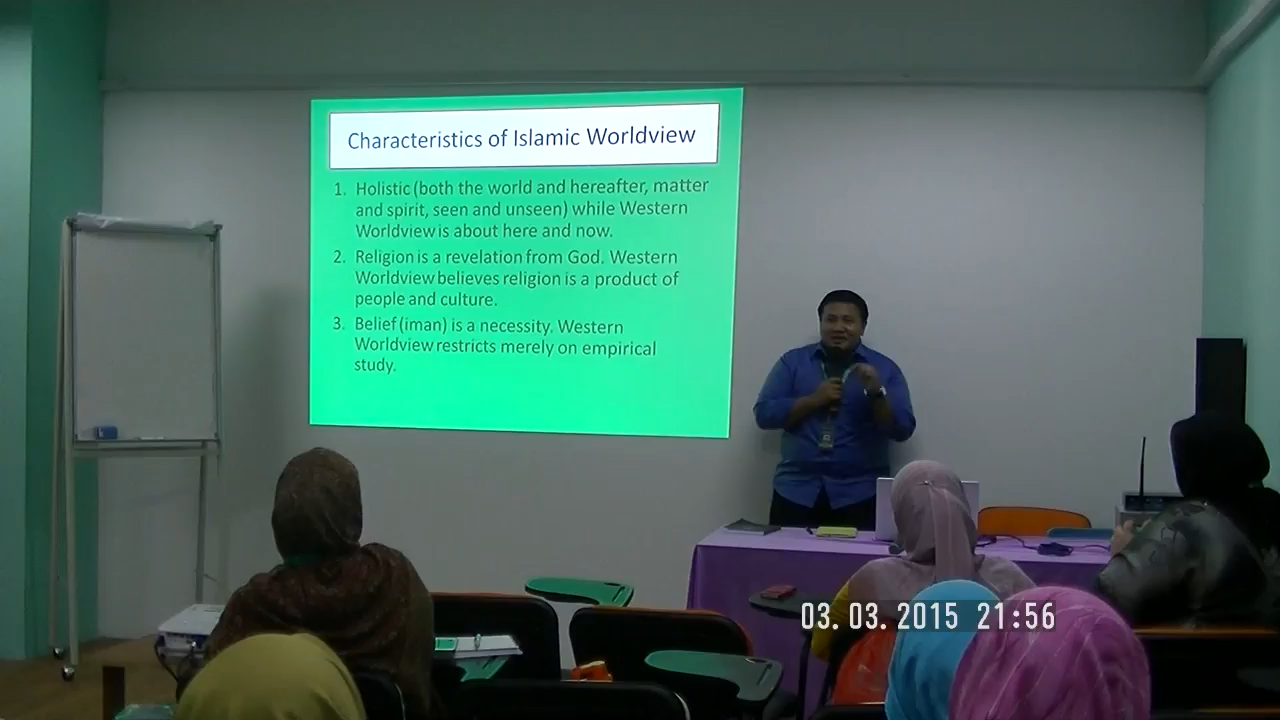 Characteristics of Islamic Worldview
1. Holistic (both the world and hereafter, matter
and spirit, seen and unseen) while Western
Worldview is about here and now.
2. Religion is a revelation from God. Western
Worldview believes religion is a product of
people and culture.
3. Belief (iman) is a necessity. Western
Worldview restricts merely on empirical
study.
03.03.2015 21:56